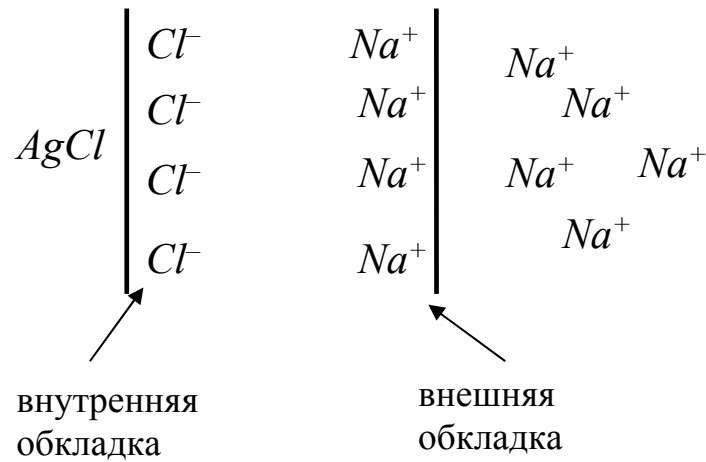 Cl⁻ Na⁺ Na⁺
Cl⁻ Na⁺ Na⁺
AgCl
Cl⁻ Na⁺ Na⁺ Na⁺
Cl⁻ Na⁺ Na⁺
внутренняя
обкладка
внешняя
обкладка